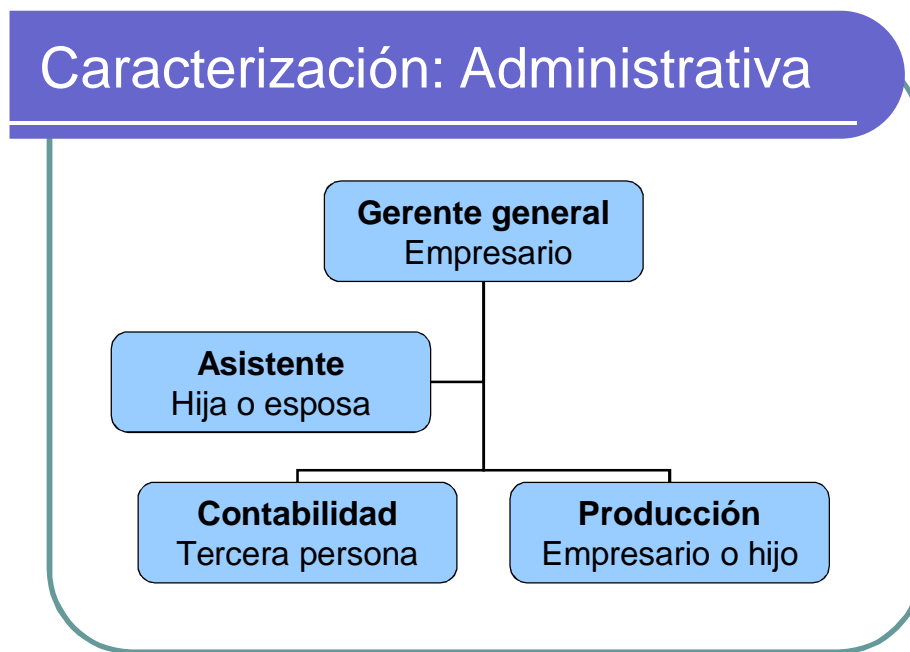 Caracterización: Administrativa
Gerente general
Empresario
Asistente
Hija o esposa
Contabilidad
Tercera persona
Producción
Empresario o hijo